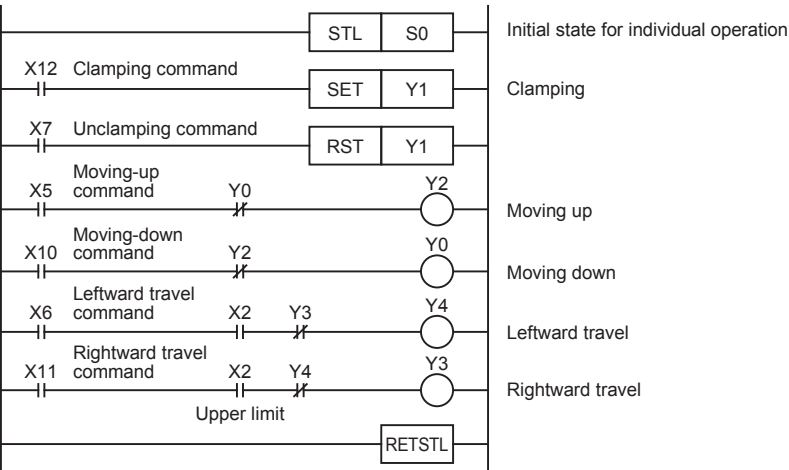 STL S0 Initial state for individual operation
X12 Clamping command
SET Y1 Clamping
X7 Unclamping command
RST Y1
Moving-up
X5 command Y0 Y2
Moving up
Moving-down
X10 command Y2 Y0
Moving down
Leftward travel
X6 command X2 Y3 Y4
Leftward travel
Rightward travel
X11 command X2 Y4 Y3
Rightward travel
Upper limit
RETSTL